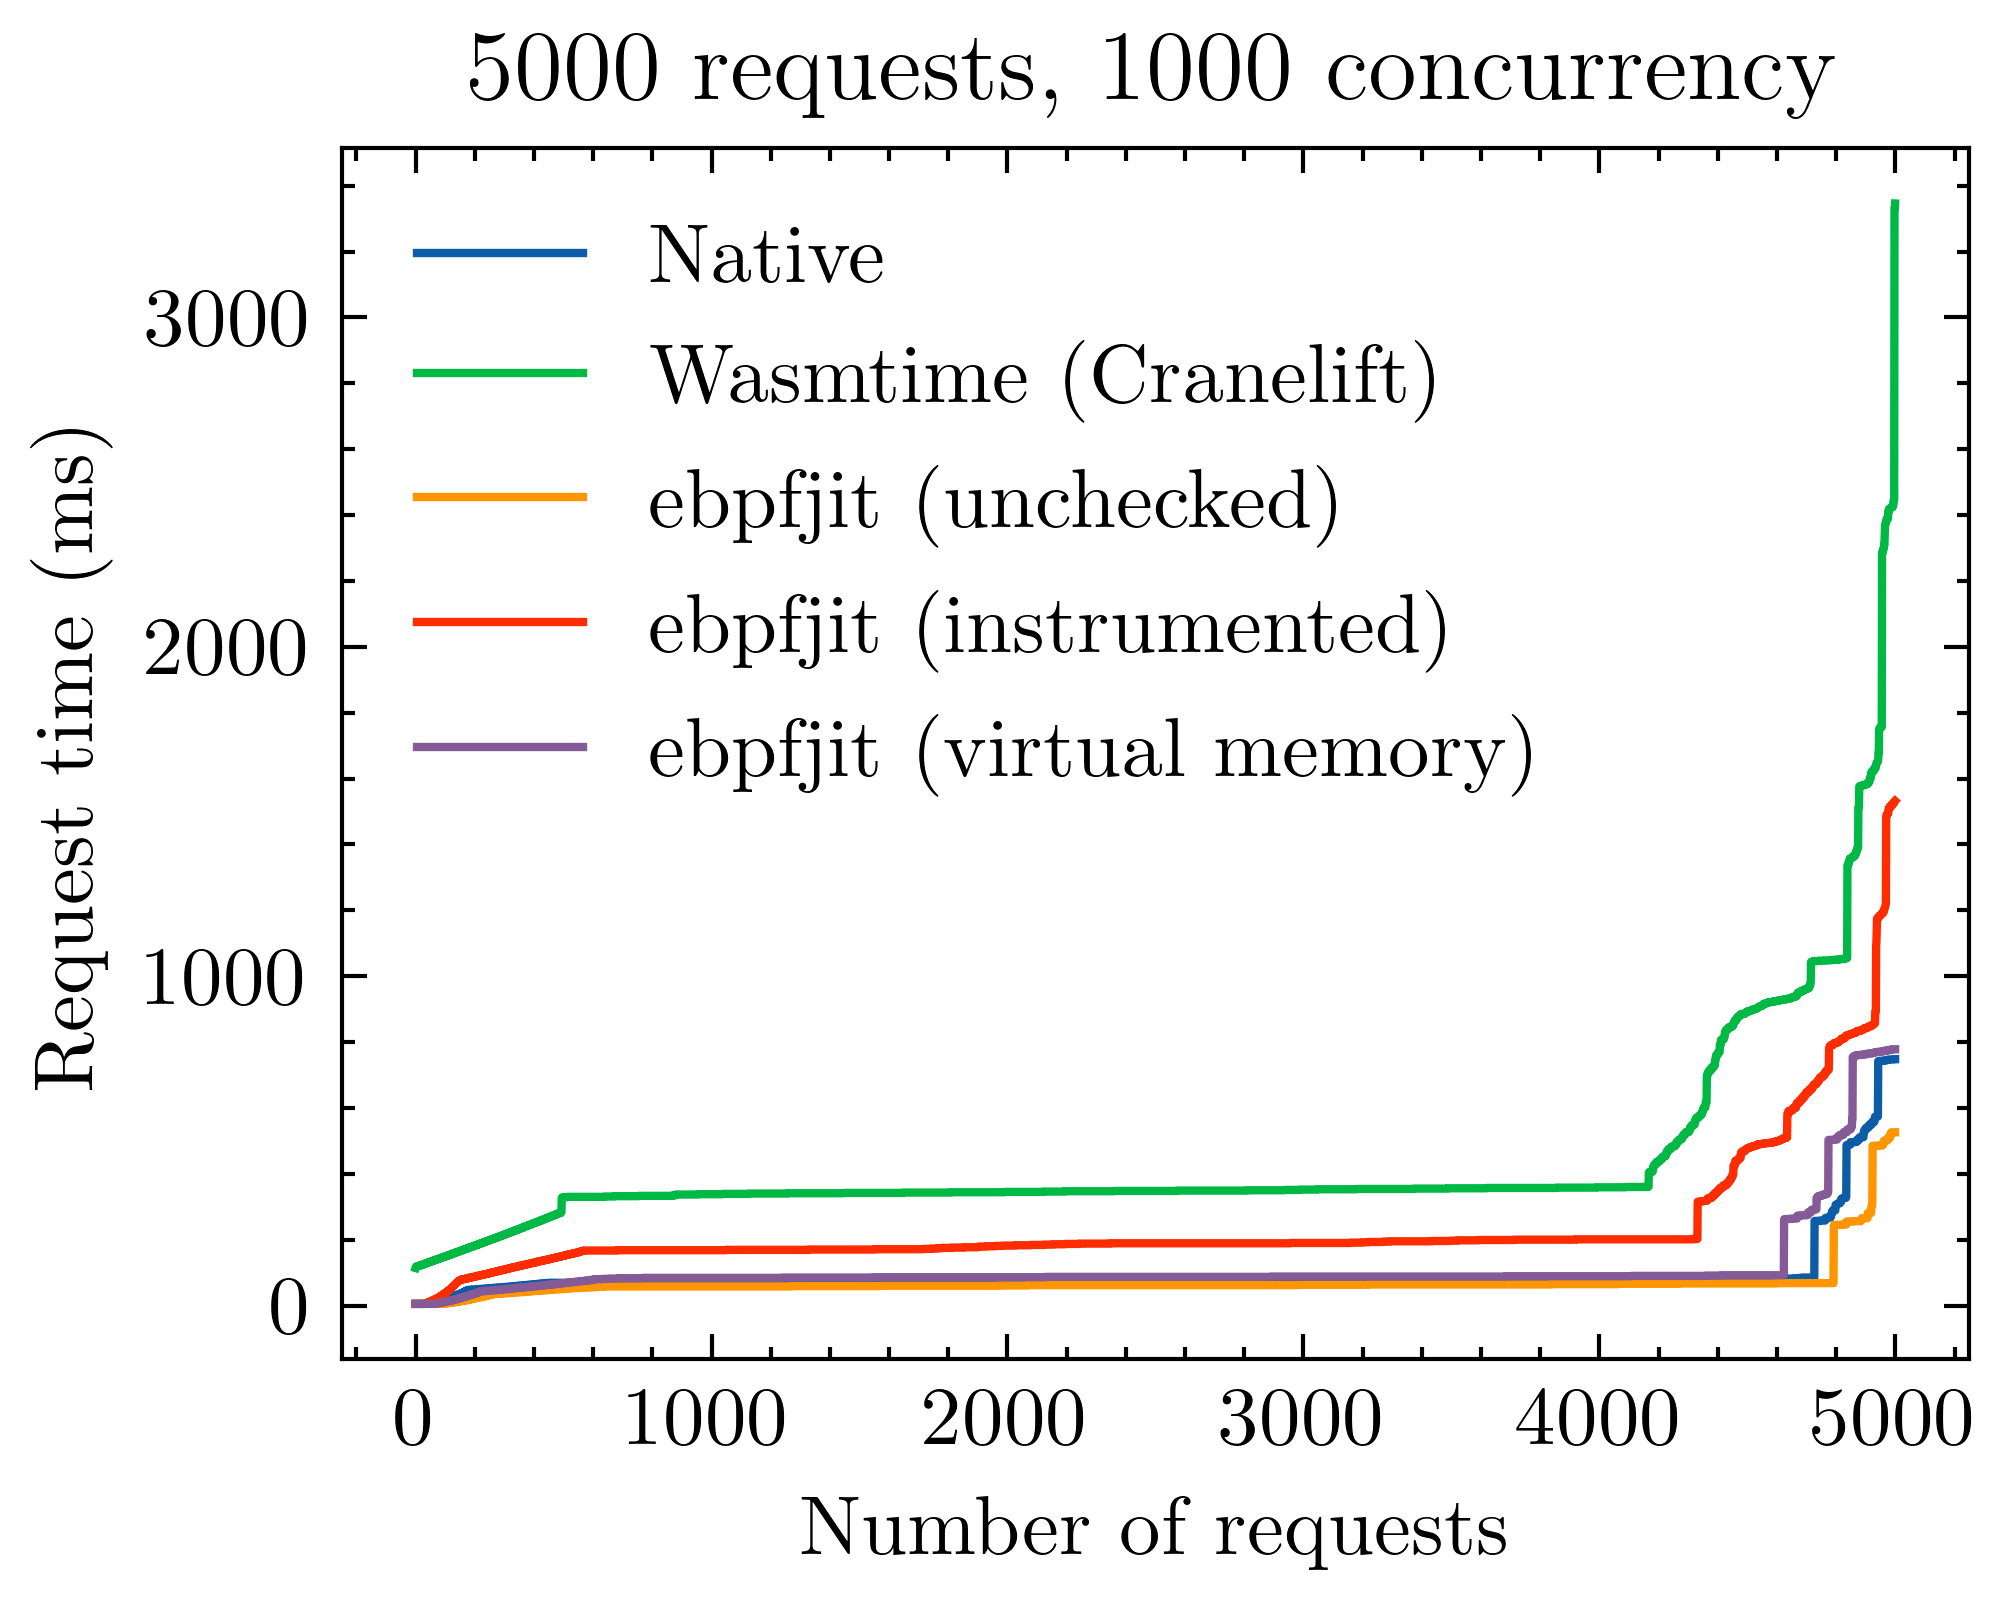 5000 requests, 1000 concurrency
Native
Wasmtime (Cranelift)
ebpfjit (unchecked)
ebpfjit (instrumented)
ebpfjit (virtual memory)
Request time (ms)
3000
2000
1000
0
0 1000 2000 3000 4000 5000
Number of requests